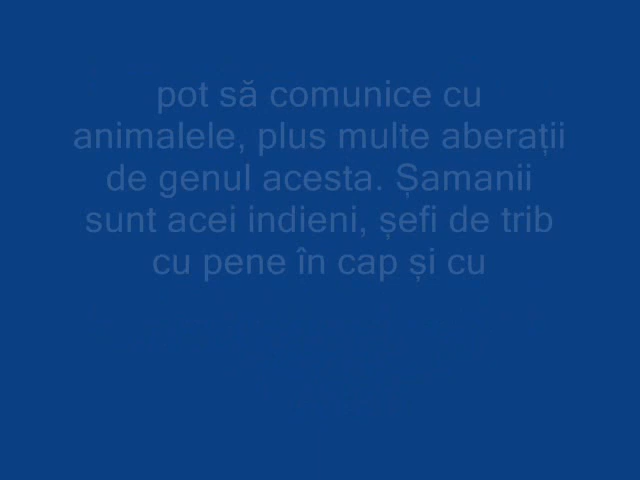 pot să comunice cu
animalele, plus multe aberații
de genul acesta. Șamanii
sunt acei indieni, șefi de trib
cu pene în cap și cu